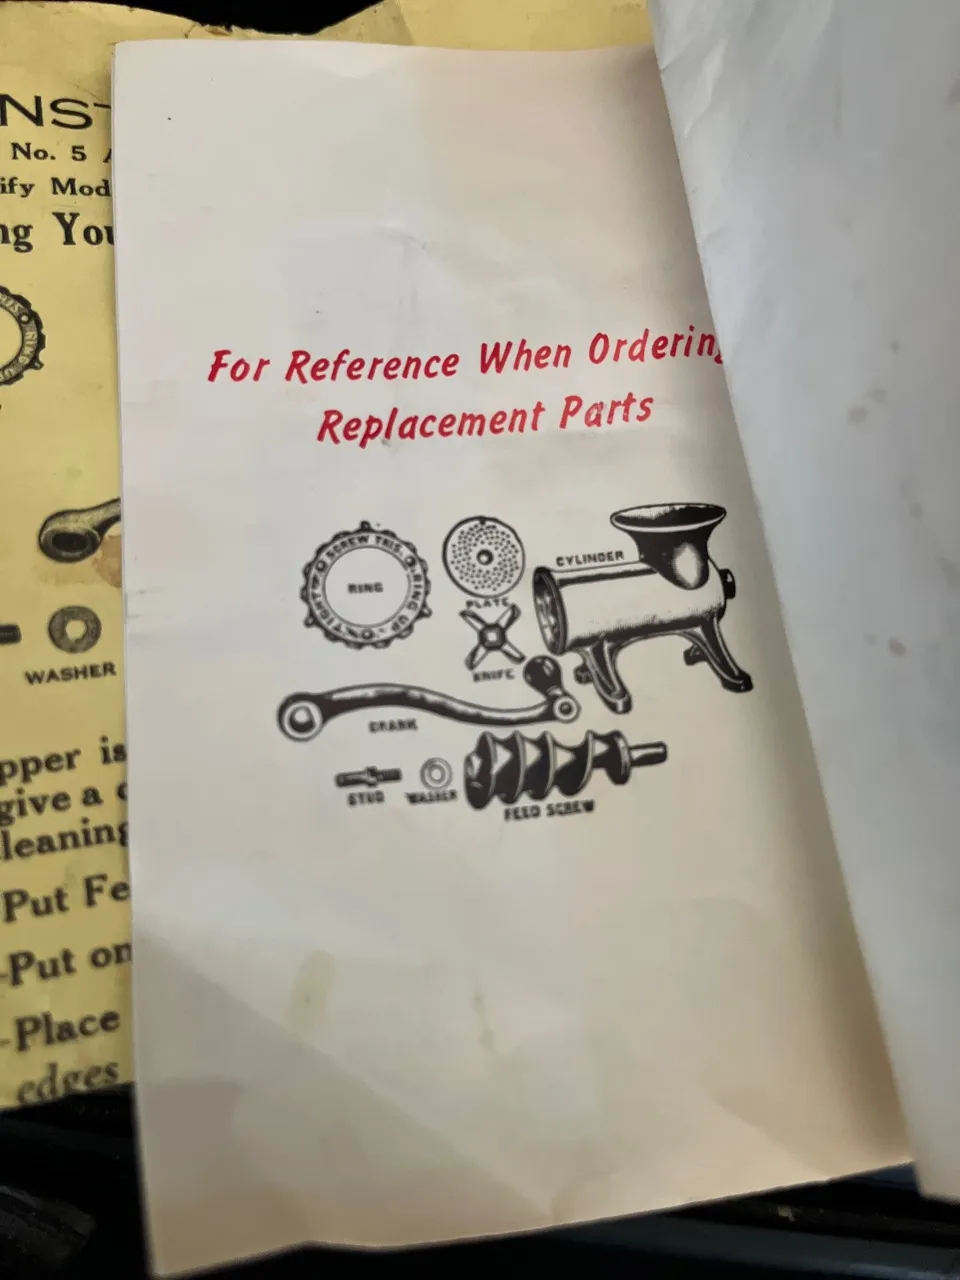 NST
No. 5
ify Mod
ng You
WASHER
pper is
give a
leaning
Put Fe
-Put on
-Place
edges
For Reference When Ordering
Replacement Parts
SCREW THIS RING UP TIGHT
RING
PLATE
CYLINDER
KNIFE
CRANK
STUD
WASHER
FEED SCREW